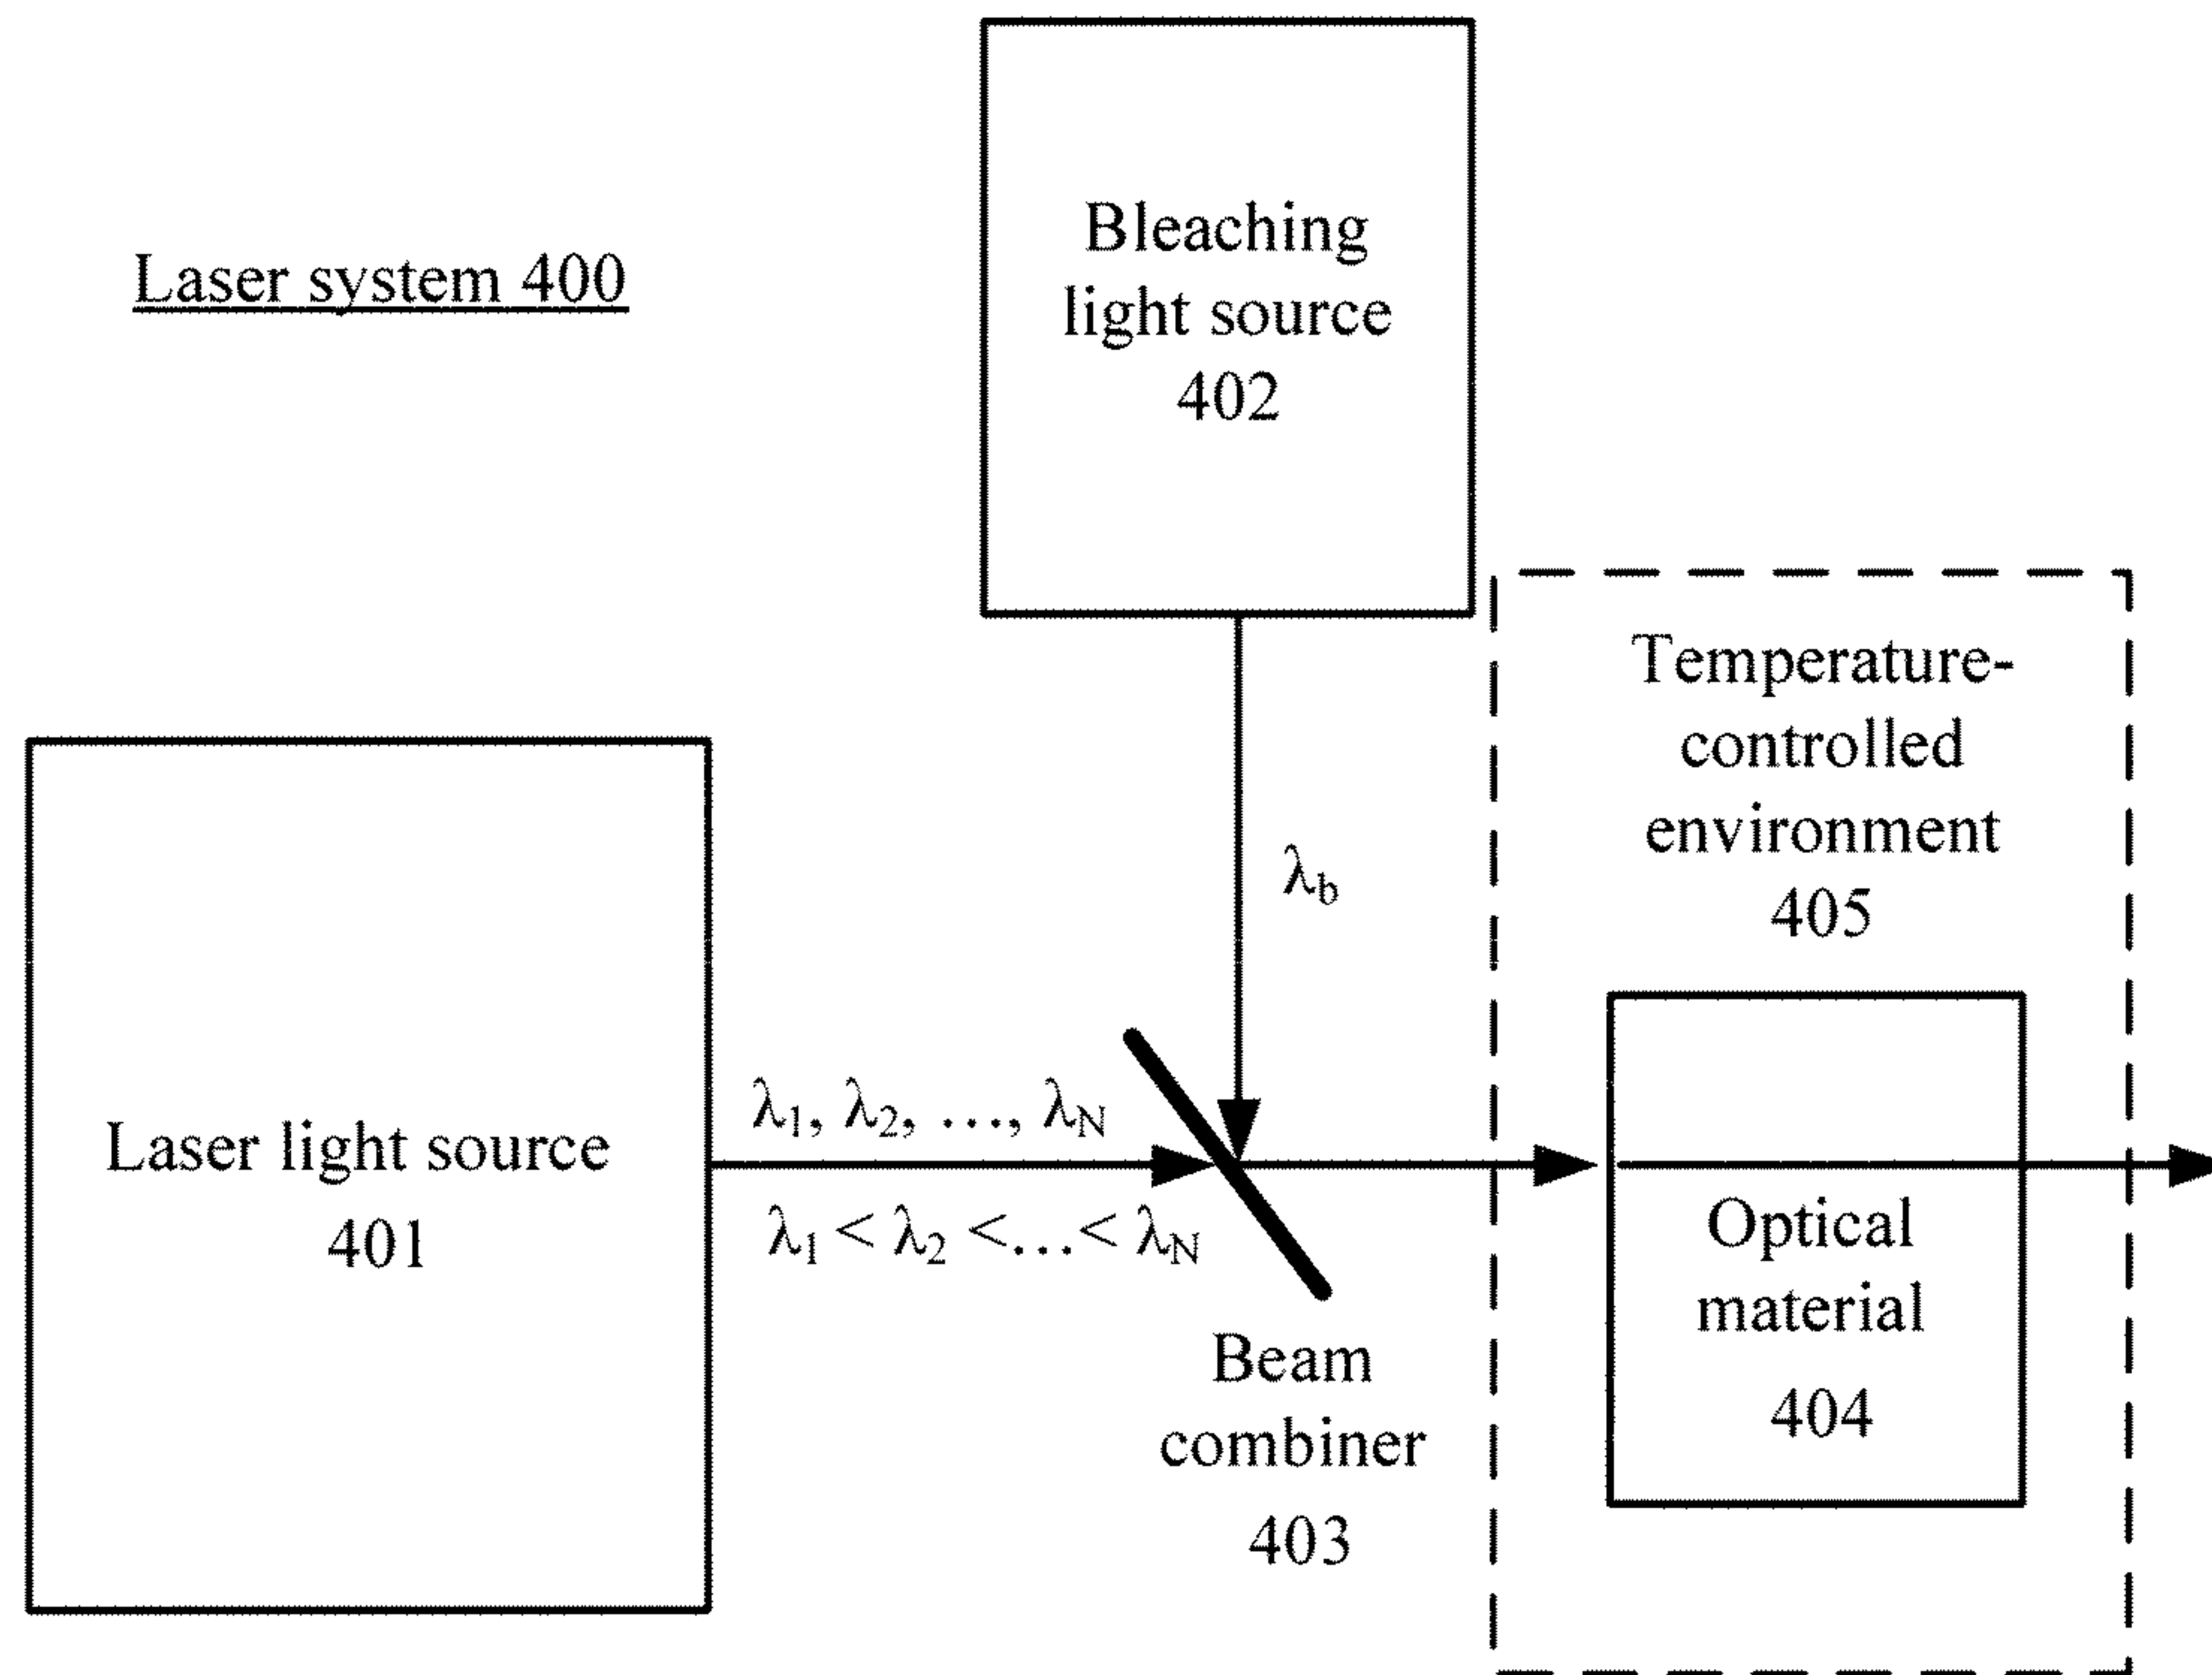 Laser system 400
Bleaching
light source
402
Temperature-
controlled
environment
405
λb
Laser light source
401
λ1, λ2, ..., λN
λ1 < λ2 <...< λN
Beam
combiner
403
Optical
material
404